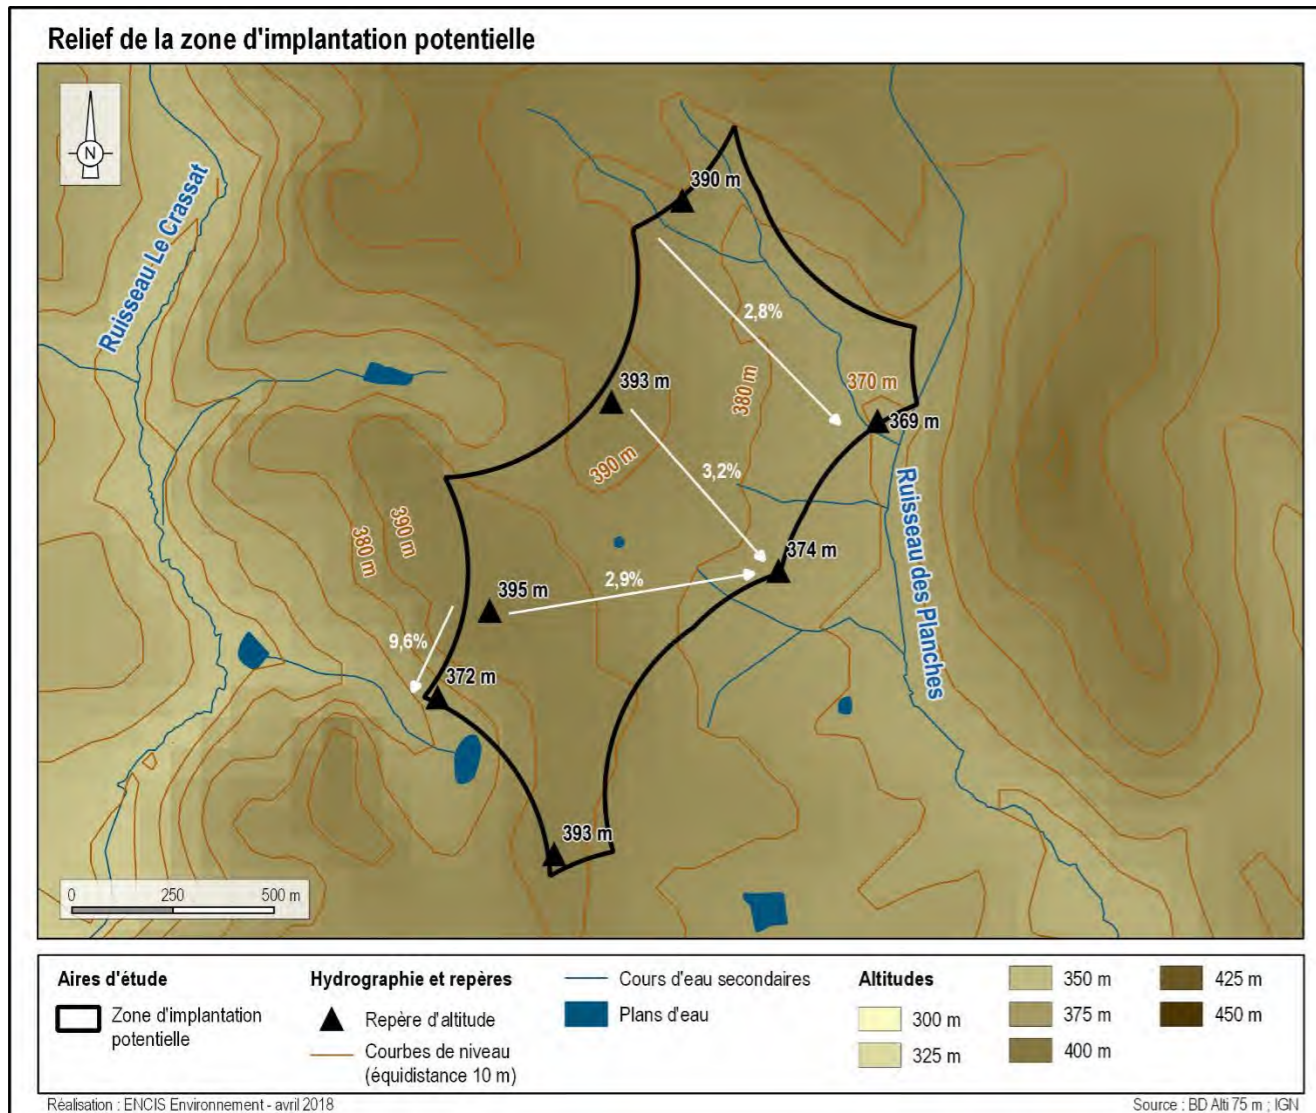 Relief de la zone d'implantation potentielle
N
Ruisseau Le Crassat
390 m
2,8%
393 m
380 m
370 m
369 m
390 m
3,2%
390 m
380 m
374 m
2,9%
395 m
Ruisseau des Planches
9,6%
372 m
393 m
0 250 500 m
Aires d'étude
Zone d'implantation
potentielle
Hydrographie et repères
Repère d'altitude
Courbes de niveau
(équidistance 10 m)
Cours d'eau secondaires
Plans d'eau
Altitudes
300 m
325 m
350 m
375 m
400 m
425 m
450 m
Réalisation : ENCIS Environnement - avril 2018
Source : BD Alti 75 m ; IGN